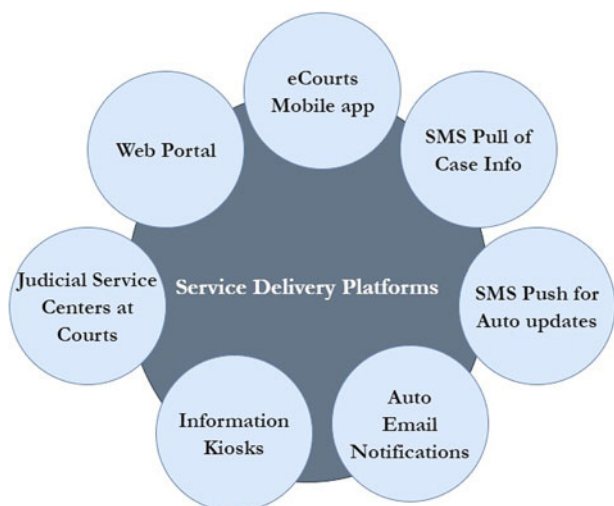 eCourts
Mobile app
SMS Pull of
Case Info
SMS Push for
Auto updates
Auto
Email
Notifications
Information
Kiosks
Judicial Service
Centers at
Courts
Web Portal
Service Delivery Platforms